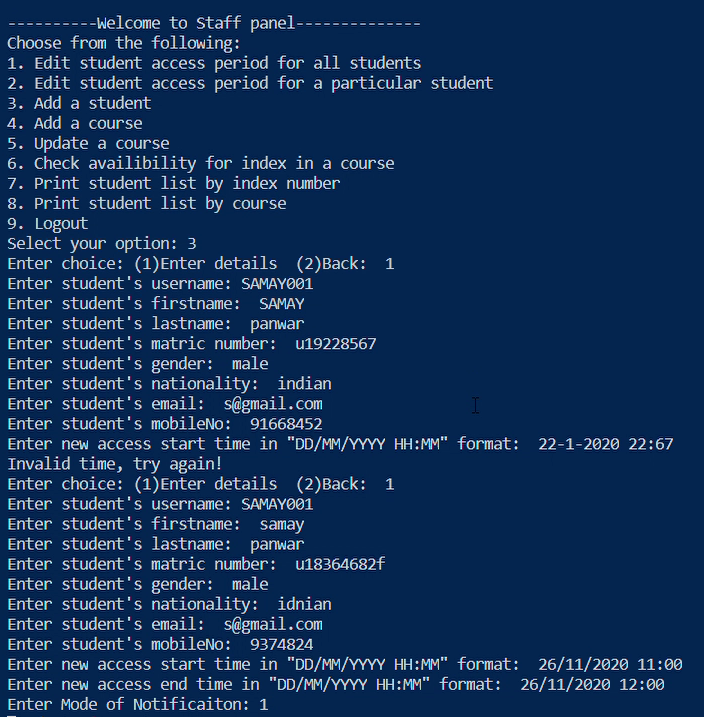 ----------Welcome to Staff panel--------------
Choose from the following:
1. Edit student access period for all students
2. Edit student access period for a particular student
3. Add a student
4. Add a course
5. Update a course
6. Check availibility for index in a course
7. Print student list by index number
8. Print student list by course
9. Logout
Select your option: 3
Enter choice: (1)Enter details  (2)Back:  1
Enter student's username: SAMAY001
Enter student's firstname:  SAMAY
Enter student's lastname:  panwar
Enter student's matric number:  u19228567
Enter student's gender:  male
Enter student's nationality:  indian
Enter student's email:  s@gmail.com
Enter student's mobileNo:  91668452
Enter new access start time in "DD/MM/YYYY HH:MM" format:  22-1-2020 22:67
Invalid time, try again!
Enter choice: (1)Enter details  (2)Back:  1
Enter student's username: SAMAY001
Enter student's firstname:  samay
Enter student's lastname:  panwar
Enter student's matric number:  u18364682f
Enter student's gender:  male
Enter student's nationality:  idnian
Enter student's email:  s@gmail.com
Enter student's mobileNo:  9374824
Enter new access start time in "DD/MM/YYYY HH:MM" format:  26/11/2020 11:00
Enter new access end time in "DD/MM/YYYY HH:MM" format:  26/11/2020 12:00
Enter Mode of Notificaiton: 1